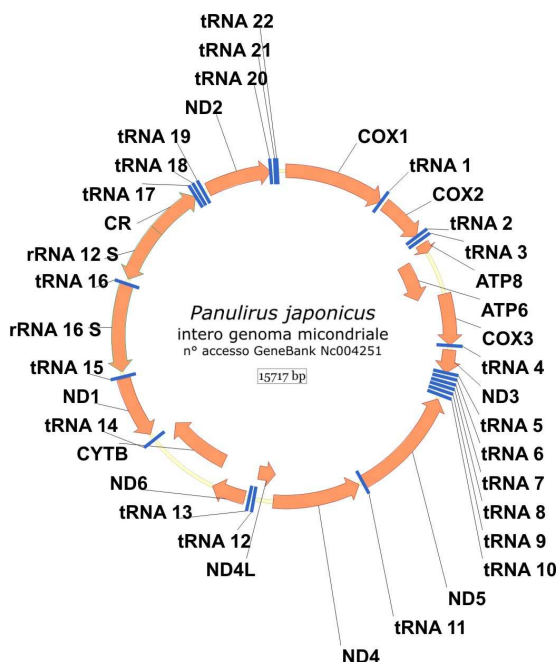 tRNA 22
tRNA 21
tRNA 20
ND2
tRNA 19
tRNA 18
tRNA 17
CR
rRNA 12 S
tRNA 16
rRNA 16 S
tRNA 15
ND1
tRNA 14
CYTB
ND6
tRNA 13
tRNA 12
ND4L
COX1
tRNA 1
COX2
tRNA 2
tRNA 3
ATP8
ATP6
COX3
tRNA 4
ND3
tRNA 5
tRNA 6
tRNA 7
tRNA 8
tRNA 9
tRNA 10
ND5
tRNA 11
ND4
Panulirus japonicus
intero genoma micondriale
n° accesso GeneBank Nc004251
15717 bp